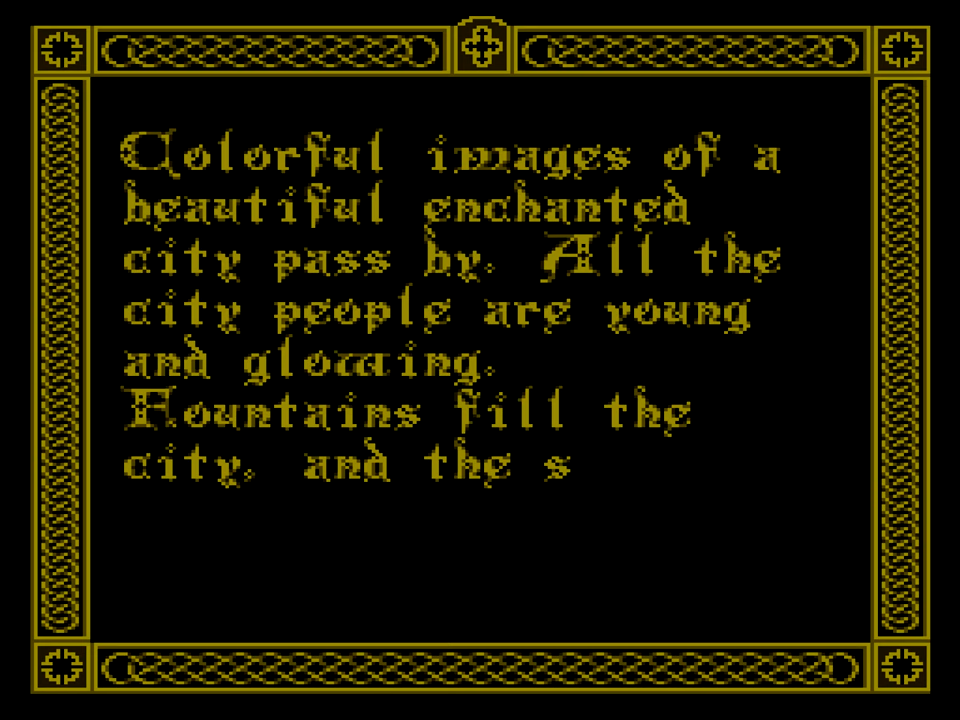 Colorful images of a
beautiful enchanted
city pass by. All the
city people are young
and glowing.
Fountains fill the
city, and the s